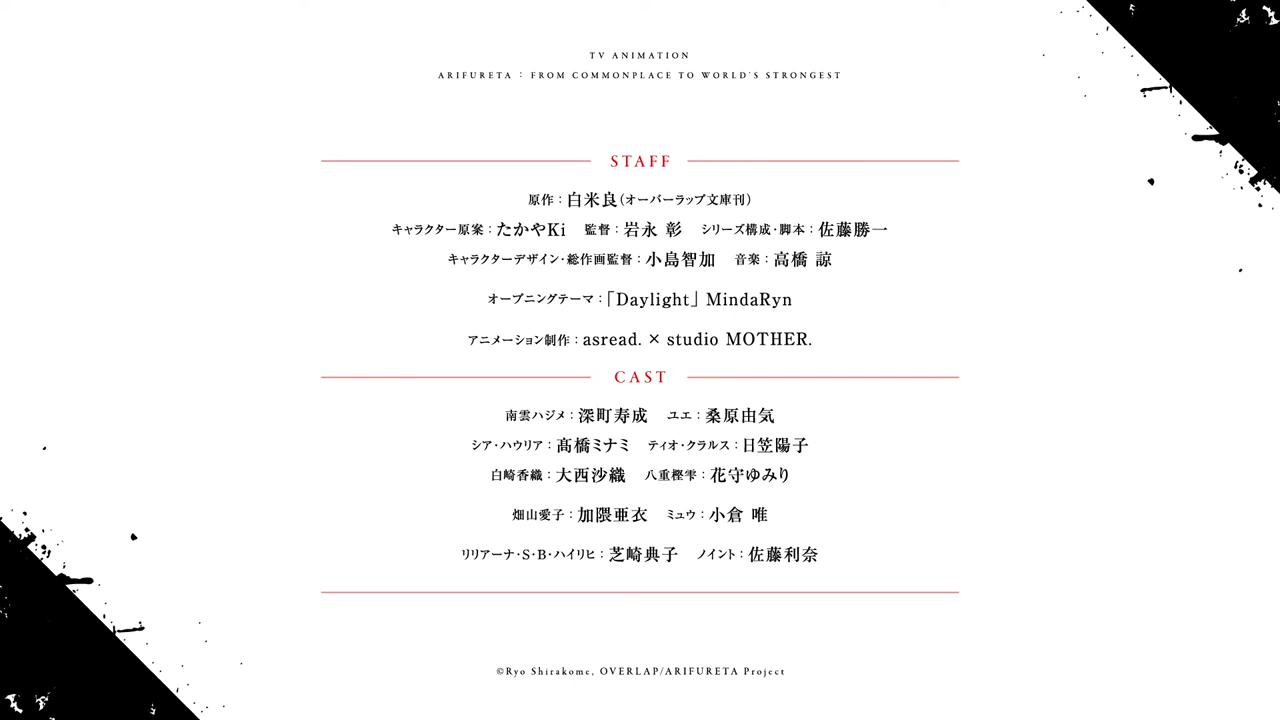 TV ANIMATION
ARIFURETA : FROM COMMONPLACE TO WORLD'S STRONGEST
STAFF
原作：白米良（オーバーラップ文庫刊）
キャラクター原案：たかやKi　監督：岩永 彰　シリーズ構成・脚本：佐藤勝一
キャラクターデザイン・総作画監督：小島智加　音楽：高橋 諒
オープニングテーマ：「Daylight」MindaRyn
アニメーション制作：asread. × studio MOTHER.
CAST
南雲ハジメ：深町寿成　ユエ：桑原由気
シア・ハウリア：髙橋ミナミ　ティオ・クラルス：日笠陽子
白崎香織：大西沙織　八重樫雫：花守ゆみり
畑山愛子：加隈亜衣　ミュウ：小倉 唯
リリアーナ・S・B・ハイリヒ：芝崎典子　ノイント：佐藤利奈
©Ryo Shirakome, OVERLAP/ARIFURETA Project